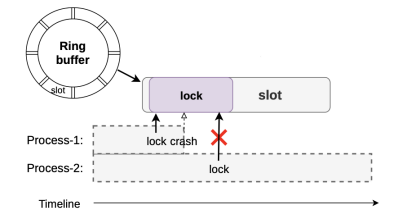 Ring
buffer
slot
lock
slot
Process-1:
lock crash
Process-2:
lock
Timeline